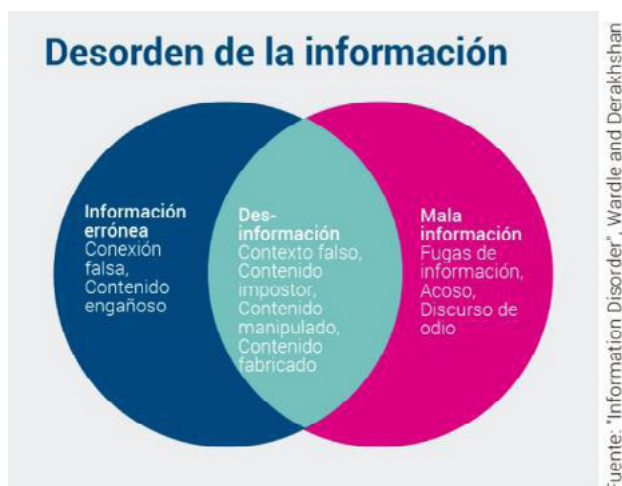 Desorden de la información
Información
errónea
Conexión
falsa,
Contenido
engañoso
Des-
información
Contexto falso,
Contenido
impostor,
Contenido
manipulado,
Contenido
fabricado
Mala
información
Fugas de
información,
Acoso,
Discurso de
odio
Fuente: "Information Disorder", Wardle and Derakhshan